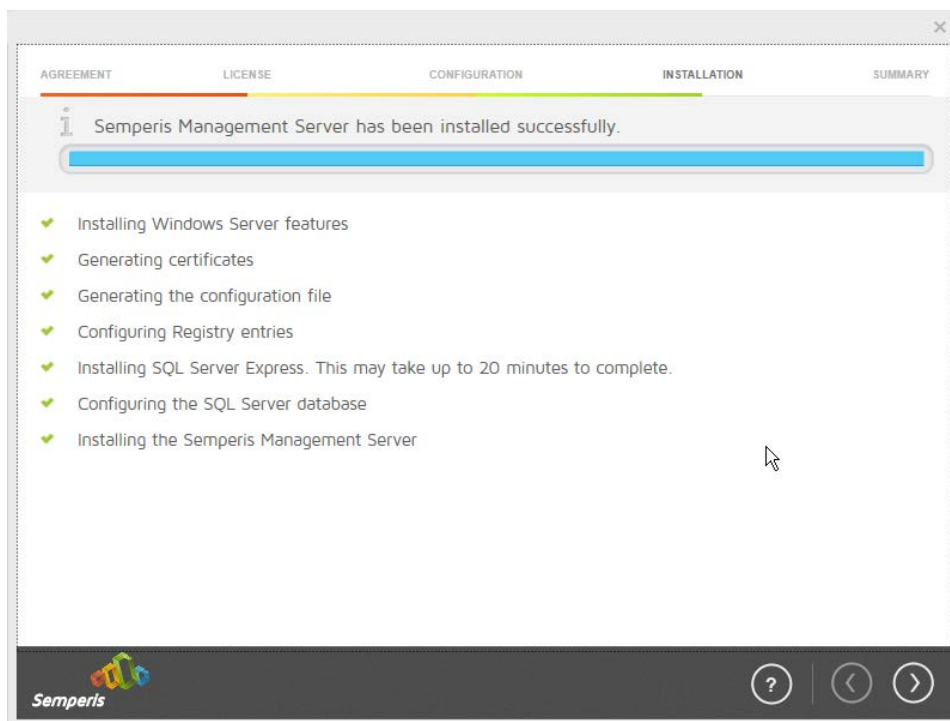 AGREEMENT LICENSE CONFIGURATION INSTALLATION SUMMARY
Semperis Management Server has been installed successfully.
Installing Windows Server features
Generating certificates
Generating the configuration file
Configuring Registry entries
Installing SQL Server Express. This may take up to 20 minutes to complete.
Configuring the SQL Server database
Installing the Semperis Management Server
Semperis
?